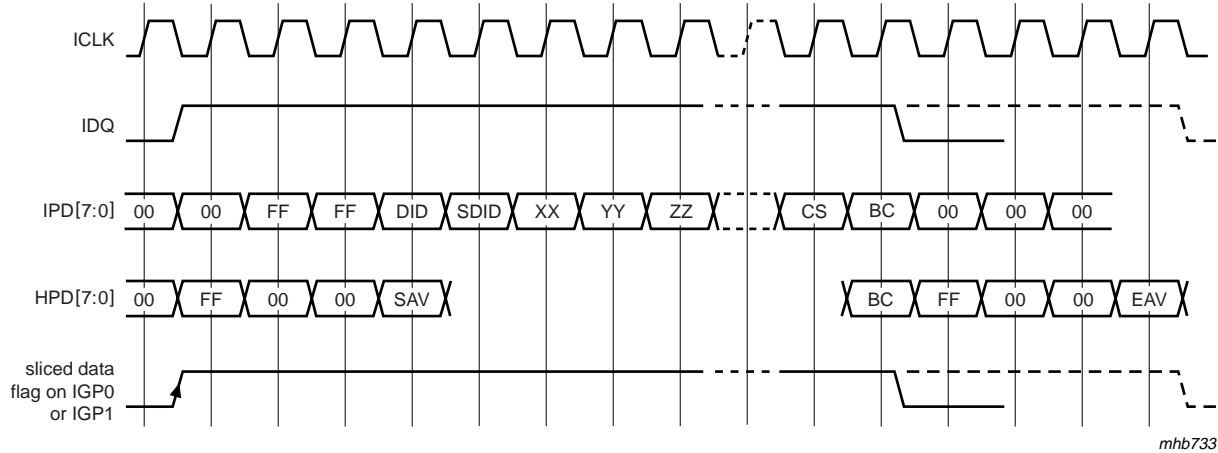 ICLK
IDQ
IPD[7:0] 00 00 FF FF DID SDID XX YY ZZ CS BC 00 00 00
HPD[7:0] 00 FF 00 00 SAV BC FF 00 00 EAV
sliced data
flag on IGP0
or IGP1
mhb733